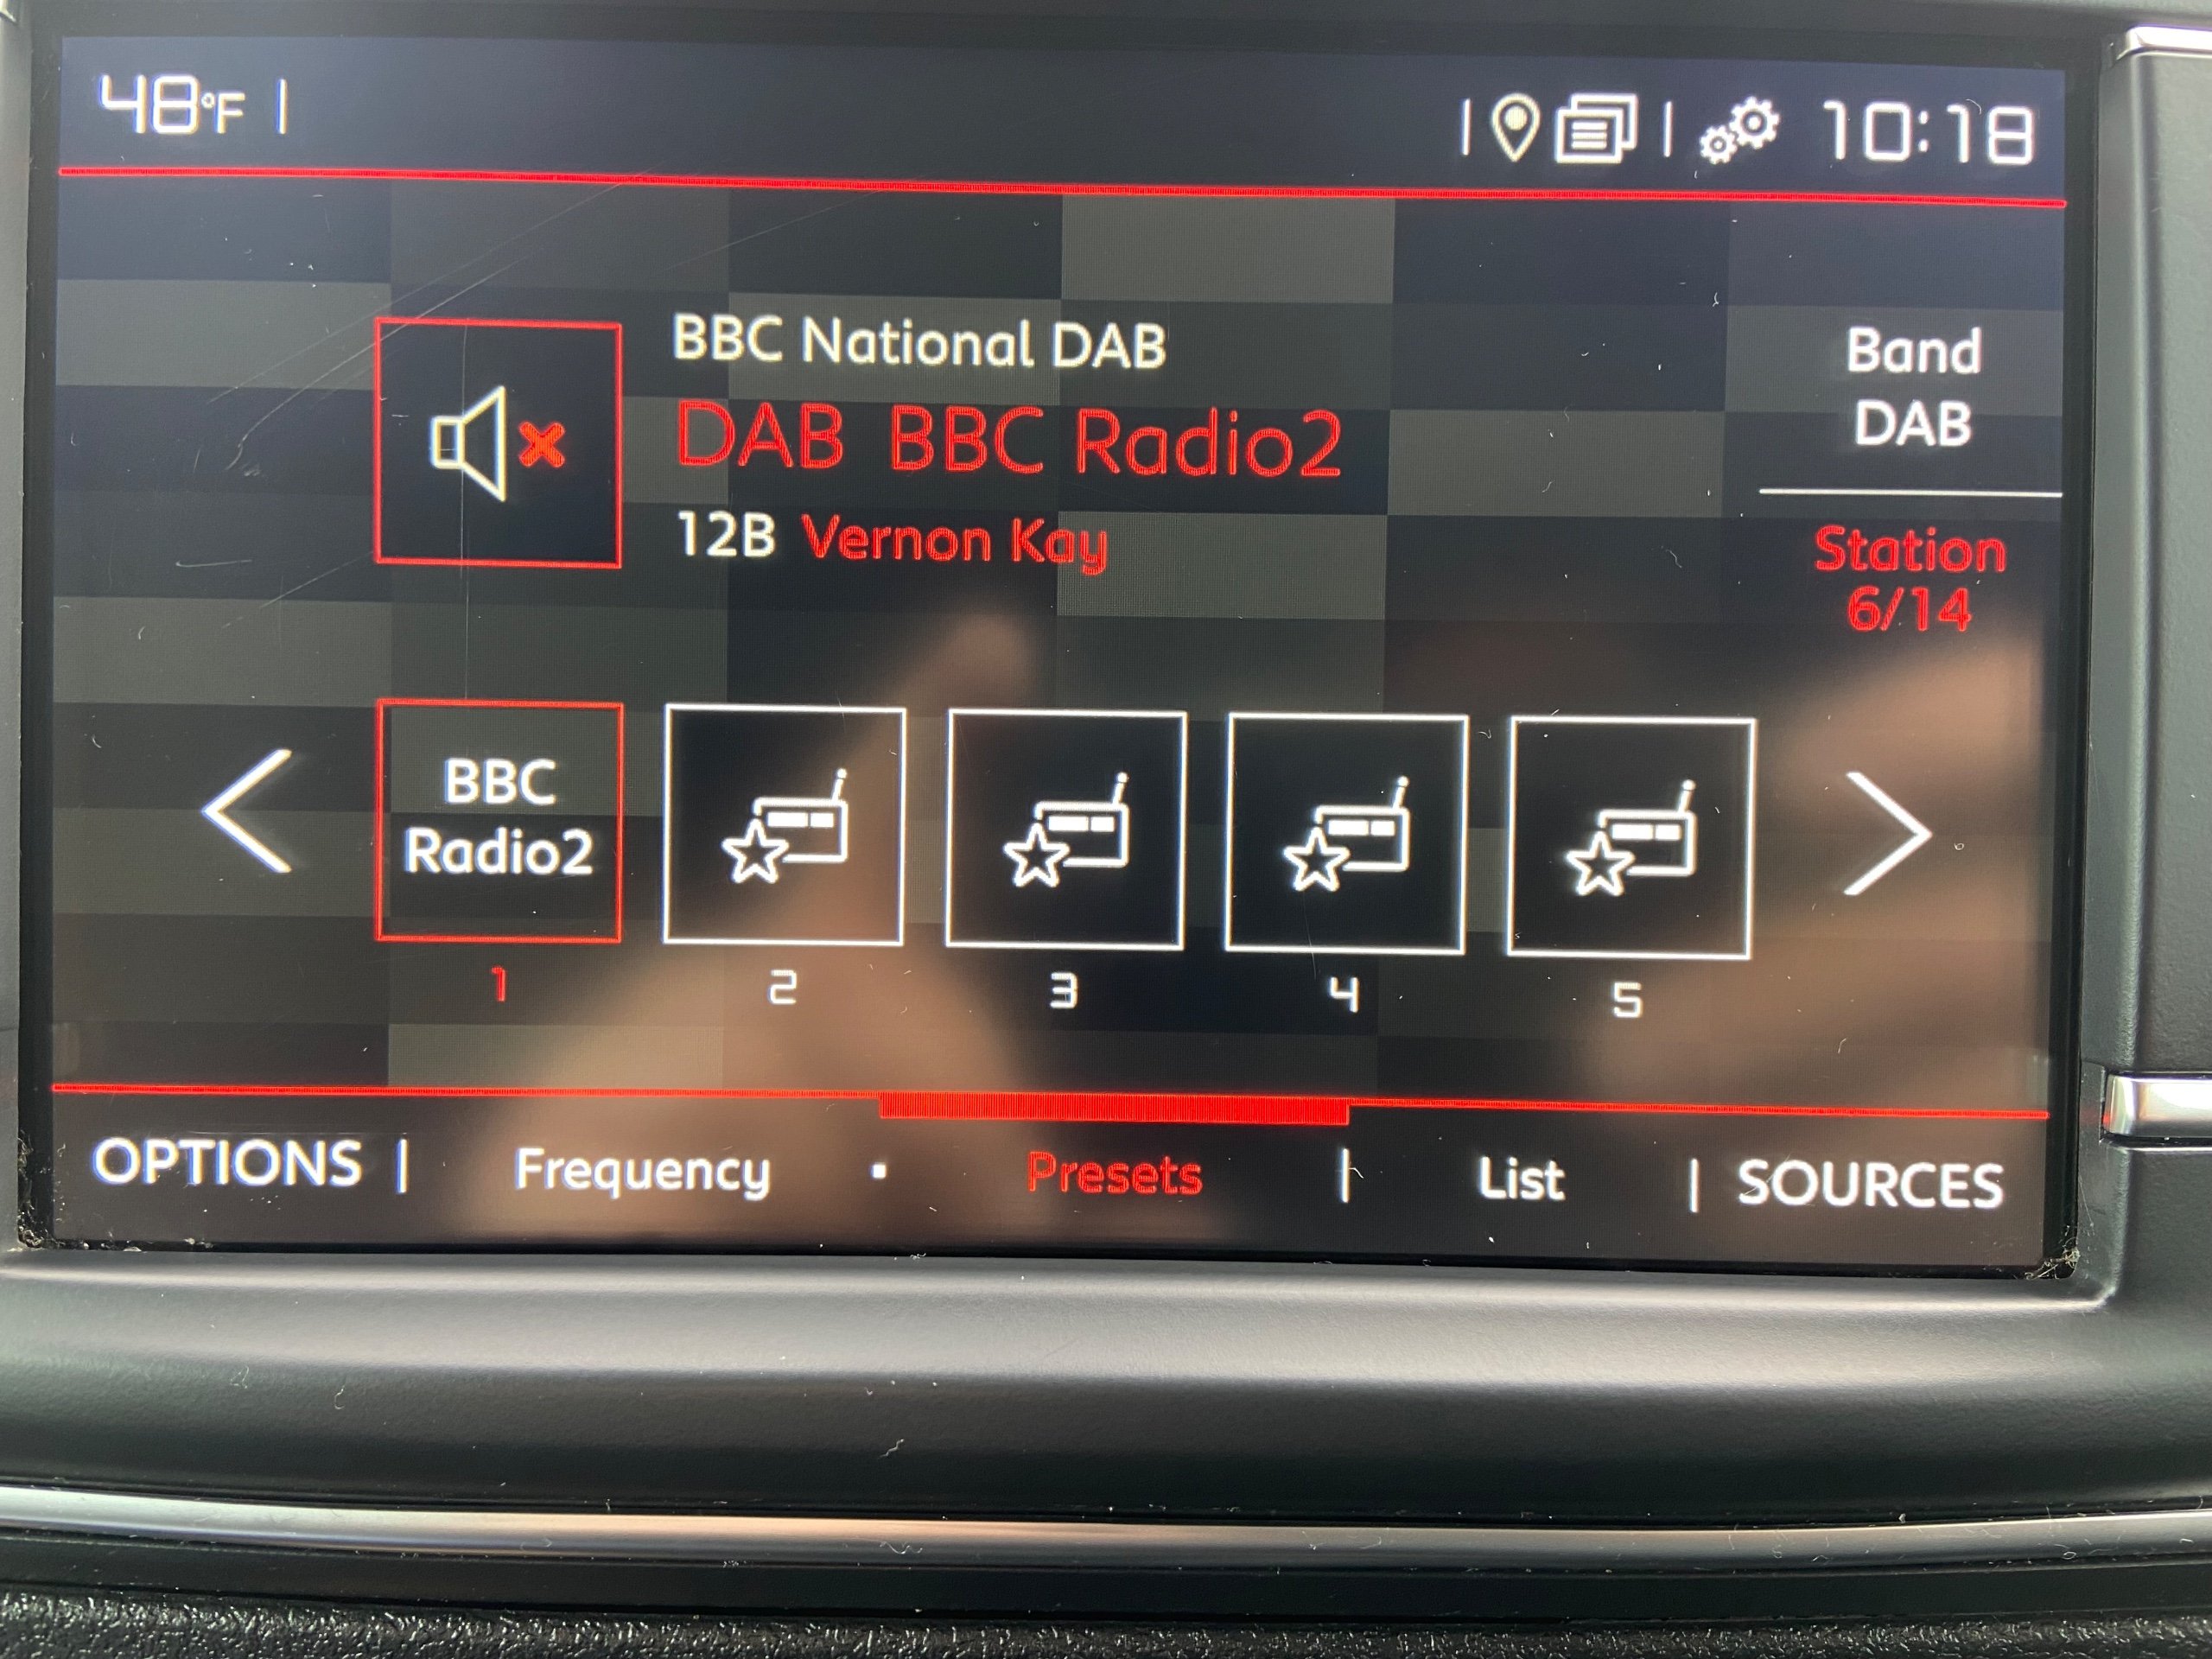 48°F
10:18
BBC National DAB
DAB BBC Radio2
12B Vernon Kay
Band
DAB
Station
6/14
BBC
Radio2
1 2 3 4 5
OPTIONS | Frequency ▪ Presets | List | SOURCES